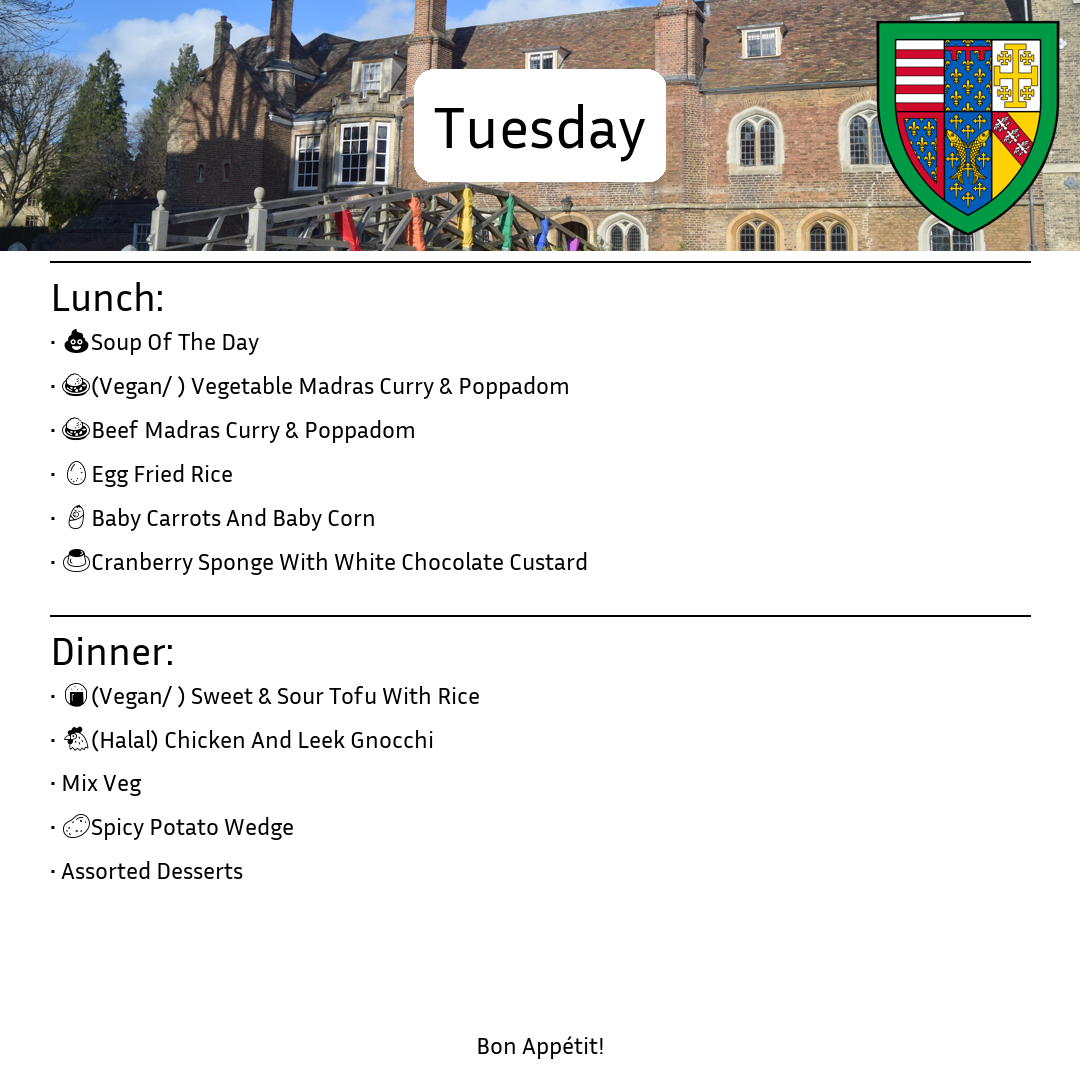 Tuesday
Lunch:
· 💩Soup Of The Day
· 🍛(Vegan/ ) Vegetable Madras Curry & Poppadom
· 🍛Beef Madras Curry & Poppadom
· 🥚Egg Fried Rice
· 🌯Baby Carrots And Baby Corn
· 🍮Cranberry Sponge With White Chocolate Custard
Dinner:
· 🍘(Vegan/ ) Sweet & Sour Tofu With Rice
· 🐔(Halal) Chicken And Leek Gnocchi
· Mix Veg
· 🥔Spicy Potato Wedge
· Assorted Desserts
Bon Appétit!